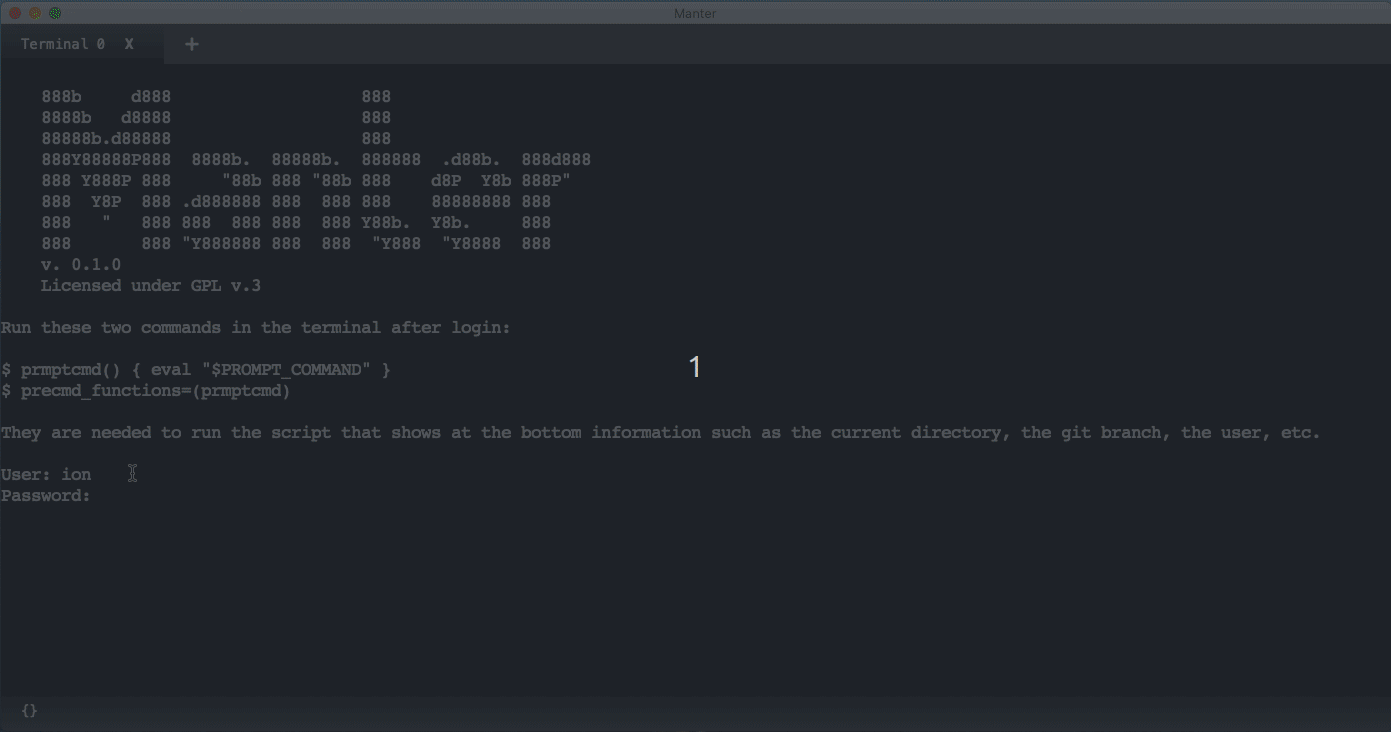 Manter
Terminal 0 X +
888b     d888                   888
8888b   d8888                   888
88888b.d88888                   888
888Y88888P888  8888b.  88888b.  888888  .d88b.  888d888
888 Y888P 888     "88b 888 "88b 888    d8P  Y8b 888P"
888  Y8P  888 .d888888 888  888 888    88888888 888
888   "   888 888  888 888  888 Y88b.  Y8b.     888
888       888 "Y888888 888  888  "Y888  "Y8888  888
v. 0.1.0
Licensed under GPL v.3
Run these two commands in the terminal after login:
$ prmptcmd() { eval "$PROMPT_COMMAND" }
1
$ precmd_functions=(prmptcmd)
They are needed to run the script that shows at the bottom information such as the current directory, the git branch, the user, etc.
User: ion
Password:
{}